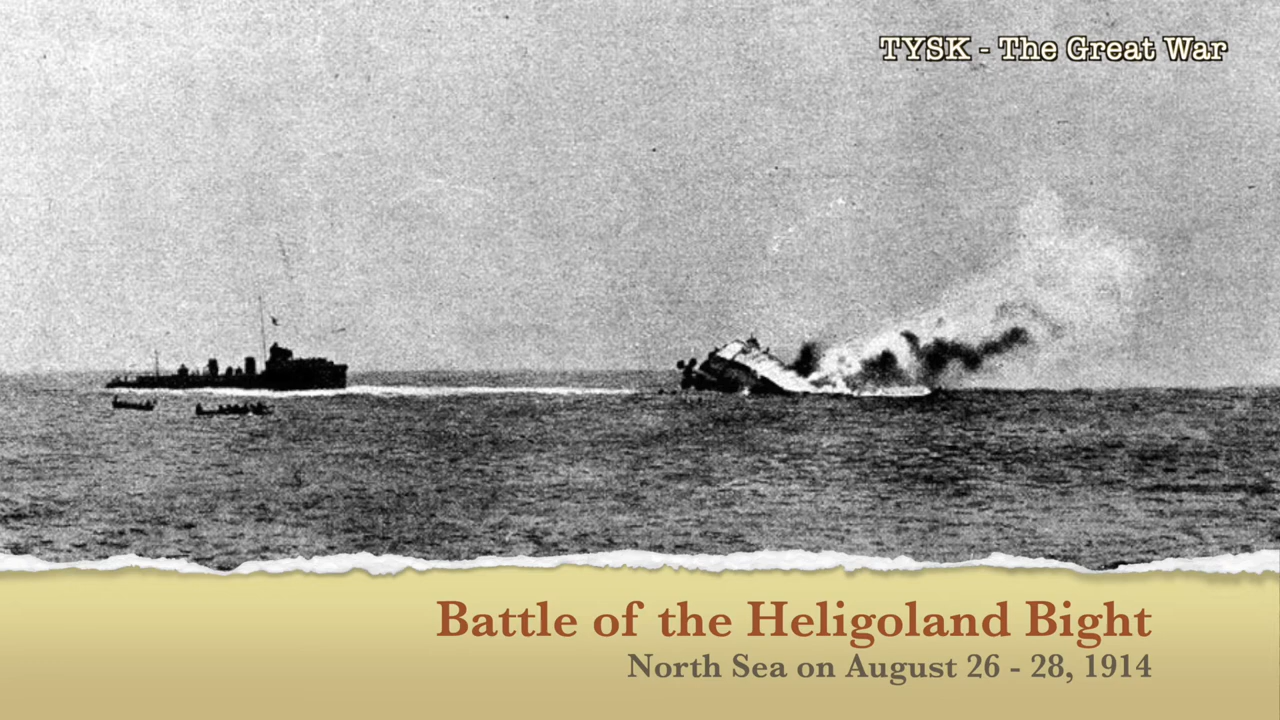 TYSK - The Great War
Battle of the Heligoland Bight
North Sea on August 26 - 28, 1914